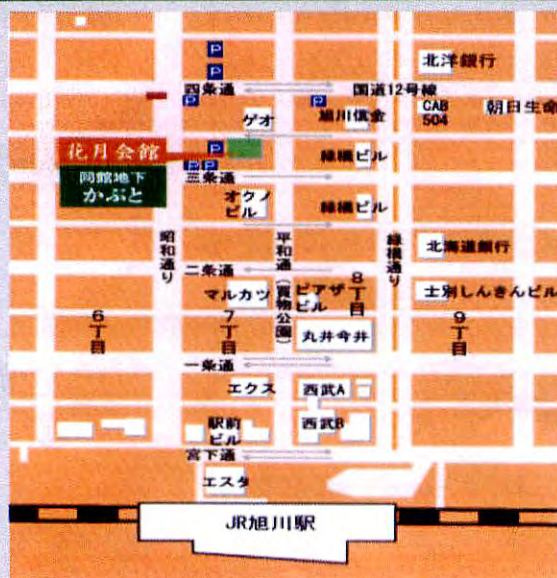 P
P
北洋銀行
四条通
国道12号線
P
P
ゲオ
旭川信金
CAB
504
朝日生命
花月会館
P
緑橋ビル
P P
三条通
同館地下
かぶと
オクノ
ビル
緑橋ビル
昭和通り
平和通(買物公園)
緑橋通り
北海道銀行
二条通
マルカツ
ピアザ
ビル
8丁目
士別しんきんビル
6丁目
7丁目
丸井今井
9丁目
一条通
エクス
西武A
駅前
ビル
西武B
宮下通
エスタ
JR旭川駅